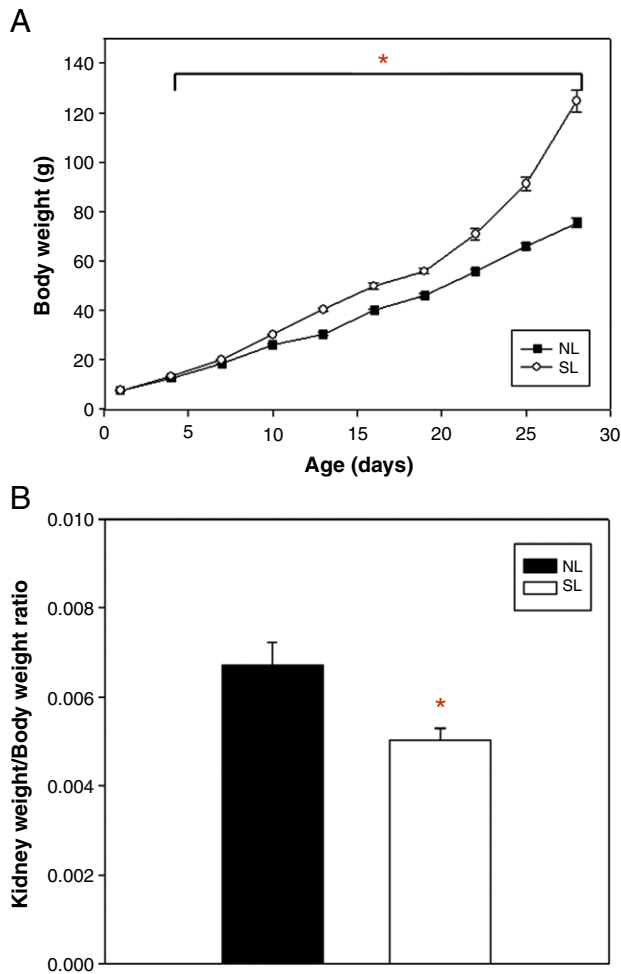 A
*
140
120
100
80
60
40
20
0
Body weight (g)
NL
SL
0 5 10 15 20 25 30
Age (days)
B
0.010
0.008
0.006
0.004
0.002
0.000
Kidney weight/Body weight ratio
NL
SL
*